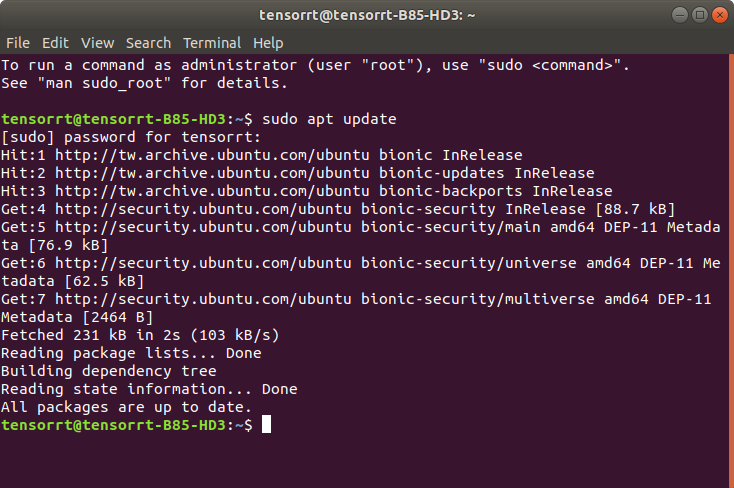 tensorrt@tensorrt-B85-HD3: ~
File Edit View Search Terminal Help
To run a command as administrator (user "root"), use "sudo <command>".
See "man sudo_root" for details.
tensorrt@tensorrt-B85-HD3:~$ sudo apt update
[sudo] password for tensorrt:
Hit:1 http://tw.archive.ubuntu.com/ubuntu bionic InRelease
Hit:2 http://tw.archive.ubuntu.com/ubuntu bionic-updates InRelease
Hit:3 http://tw.archive.ubuntu.com/ubuntu bionic-backports InRelease
Get:4 http://security.ubuntu.com/ubuntu bionic-security InRelease [88.7 kB]
Get:5 http://security.ubuntu.com/ubuntu bionic-security/main amd64 DEP-11 Metada
ta [76.9 kB]
Get:6 http://security.ubuntu.com/ubuntu bionic-security/universe amd64 DEP-11 Me
tadata [62.5 kB]
Get:7 http://security.ubuntu.com/ubuntu bionic-security/multiverse amd64 DEP-11
Metadata [2464 B]
Fetched 231 kB in 2s (103 kB/s)
Reading package lists... Done
Building dependency tree
Reading state information... Done
All packages are up to date.
tensorrt@tensorrt-B85-HD3:~$